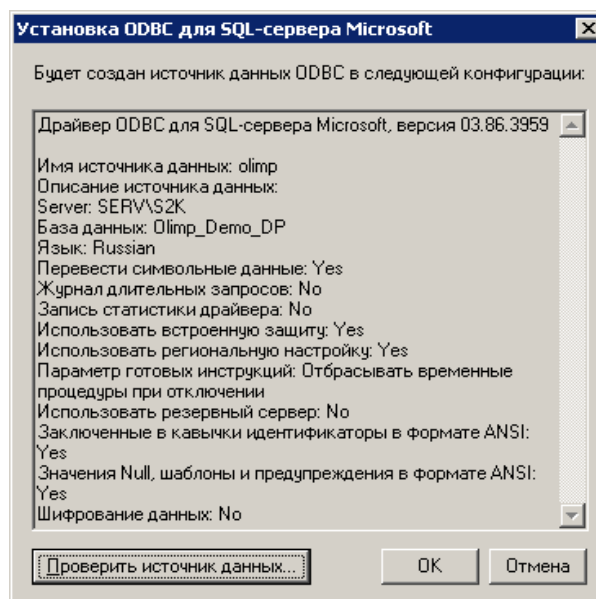 Установка ODBC для SQL-сервера Microsoft
Будет создан источник данных ODBC в следующей конфигурации:
Драйвер ODBC для SQL-сервера Microsoft, версия 03.86.3959
Имя источника данных: olimp
Описание источника данных:
Server: SERV\S2K
База данных: Olimp_Demo_DP
Язык: Russian
Перевести символьные данные: Yes
Журнал длительных запросов: No
Запись статистики драйвера: No
Использовать встроенную защиту: Yes
Использовать региональную настройку: Yes
Параметр готовых инструкций: Отбрасывать временные
процедуры при отключении
Использовать резервный сервер: No
Заключенные в кавычки идентификаторы в формате ANSI:
Yes
Значения Null, шаблоны и предупреждения в формате ANSI:
Yes
Шифрование данных: No
Проверить источник данных...
OK
Отмена